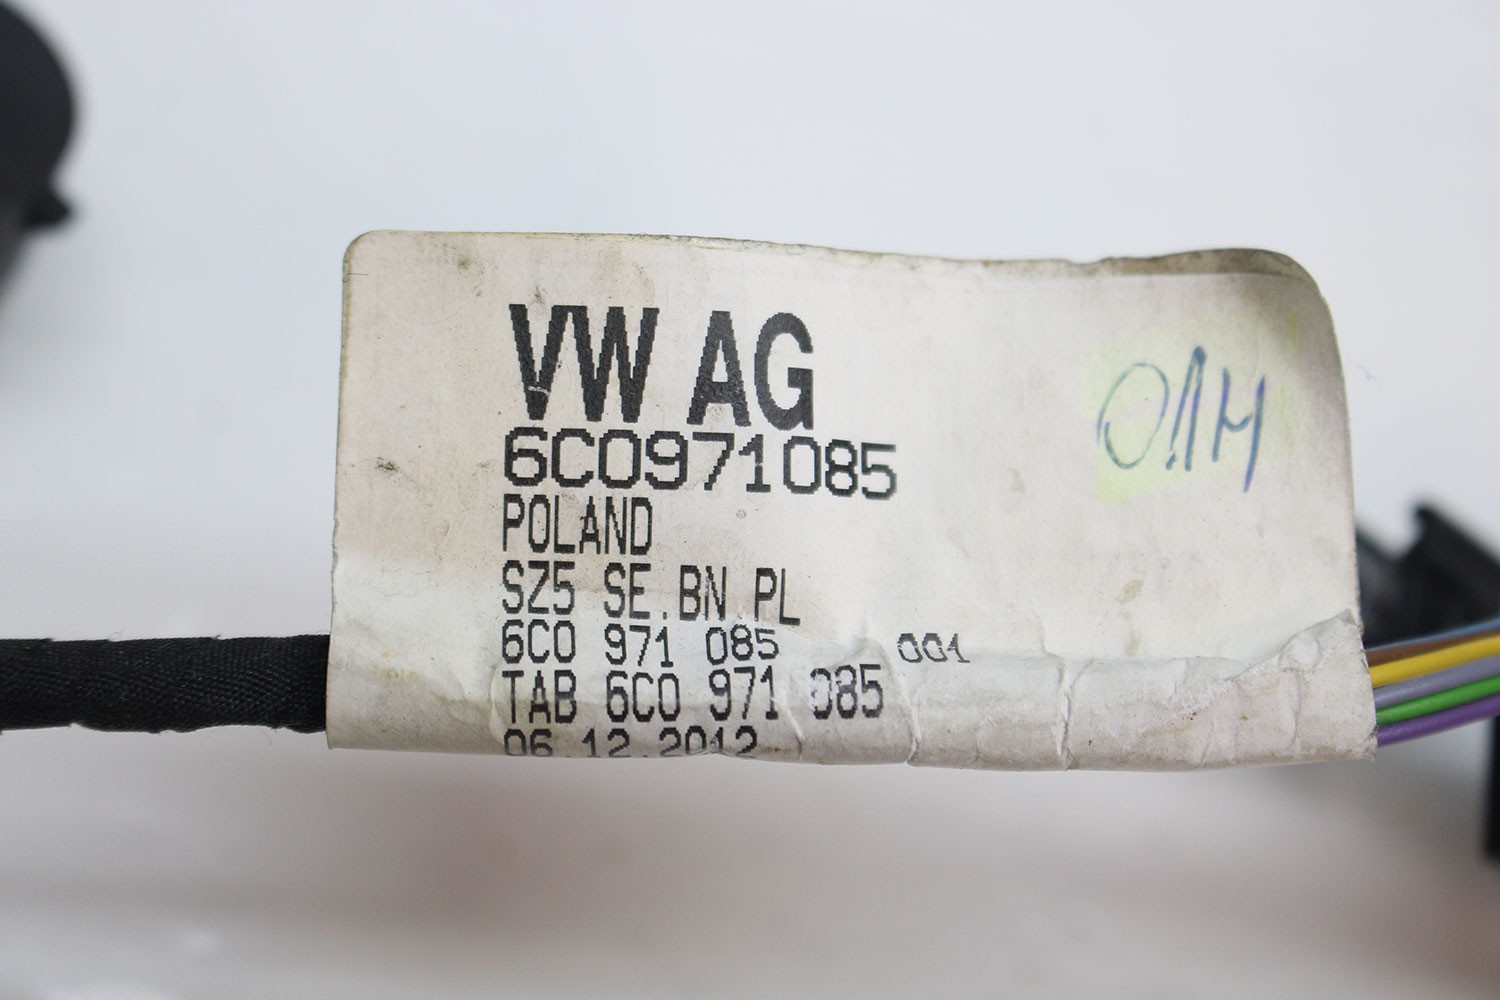 VW AG
6C0971085
POLAND
SZ5 SE.BN PL
6C0 971 085 001
TAB 6C0 971 085
06.12.2012